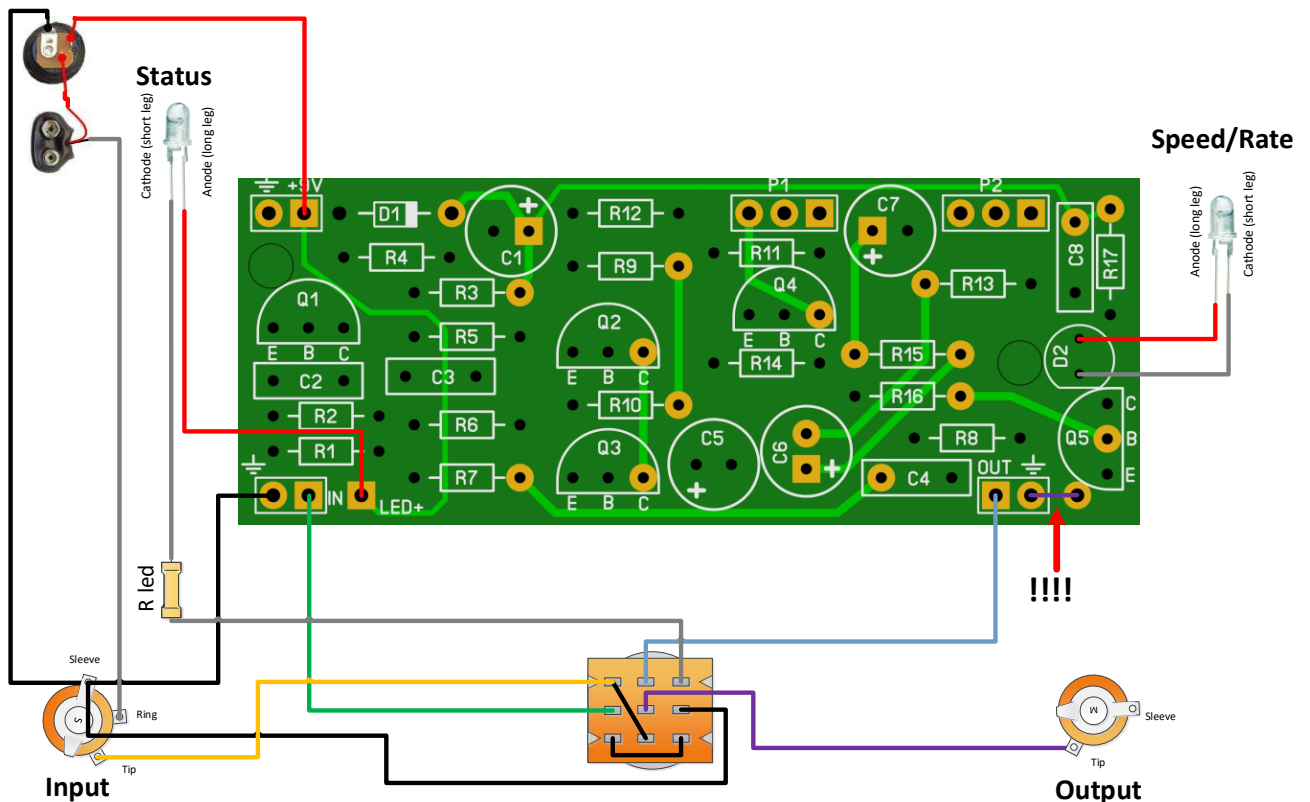 Status
Cathode (short leg)
Anode (long leg)
Speed/Rate
Anode (long leg)
Cathode (short leg)
+9V
D1
R4
C1
R12
R9
R3
P1
R11
C7
P2
C8
R17
R13
Q1
E B C
Q2
E B C
Q4
E B C
R5
C2
C3
R14
R15
D2
R2
R10
R16
R1
R6
Q3
E B C
C5
C6
R8
Q5
C
B
E
R7
C4
OUT
IN
LED+
!!!!
R led
Sleeve
S
Ring
Tip
Input
M
Sleeve
Tip
Output